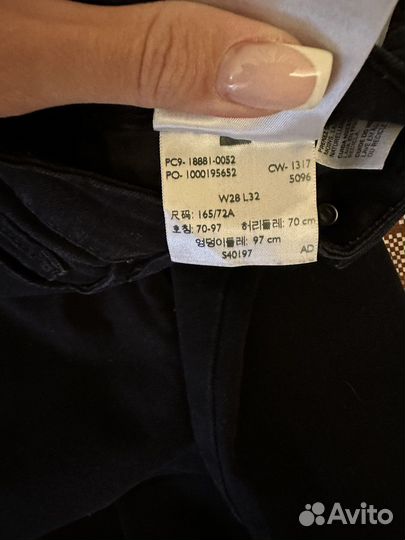 PC9- 18881-0052
PO- 1000195652
CW- 1317
5096
W28 L32
尺码: 165/72A
호칭: 70-97 허리둘레: 70 cm
엉덩이둘레: 97 cm
S40197
AD
Avito